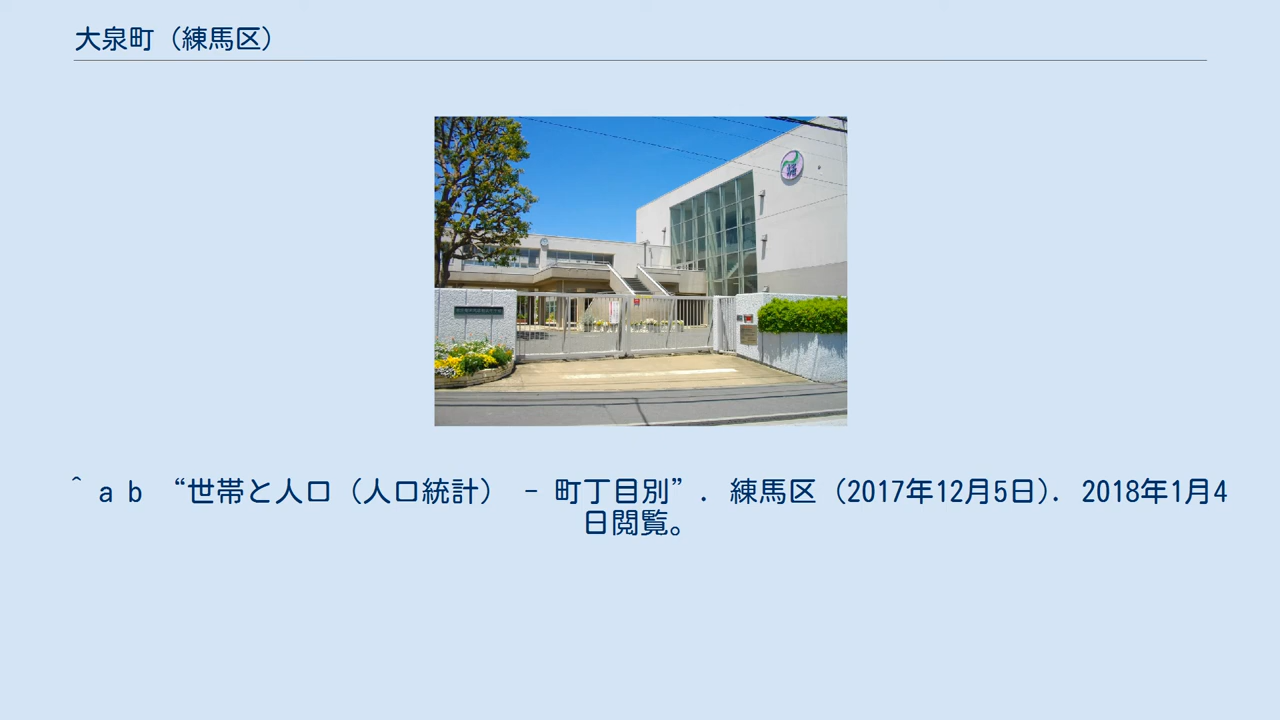 大泉町（練馬区）
^ a b “世帯と人口（人口統計） - 町丁目別”. 練馬区 (2017年12月5日). 2018年1月4
日閲覧。